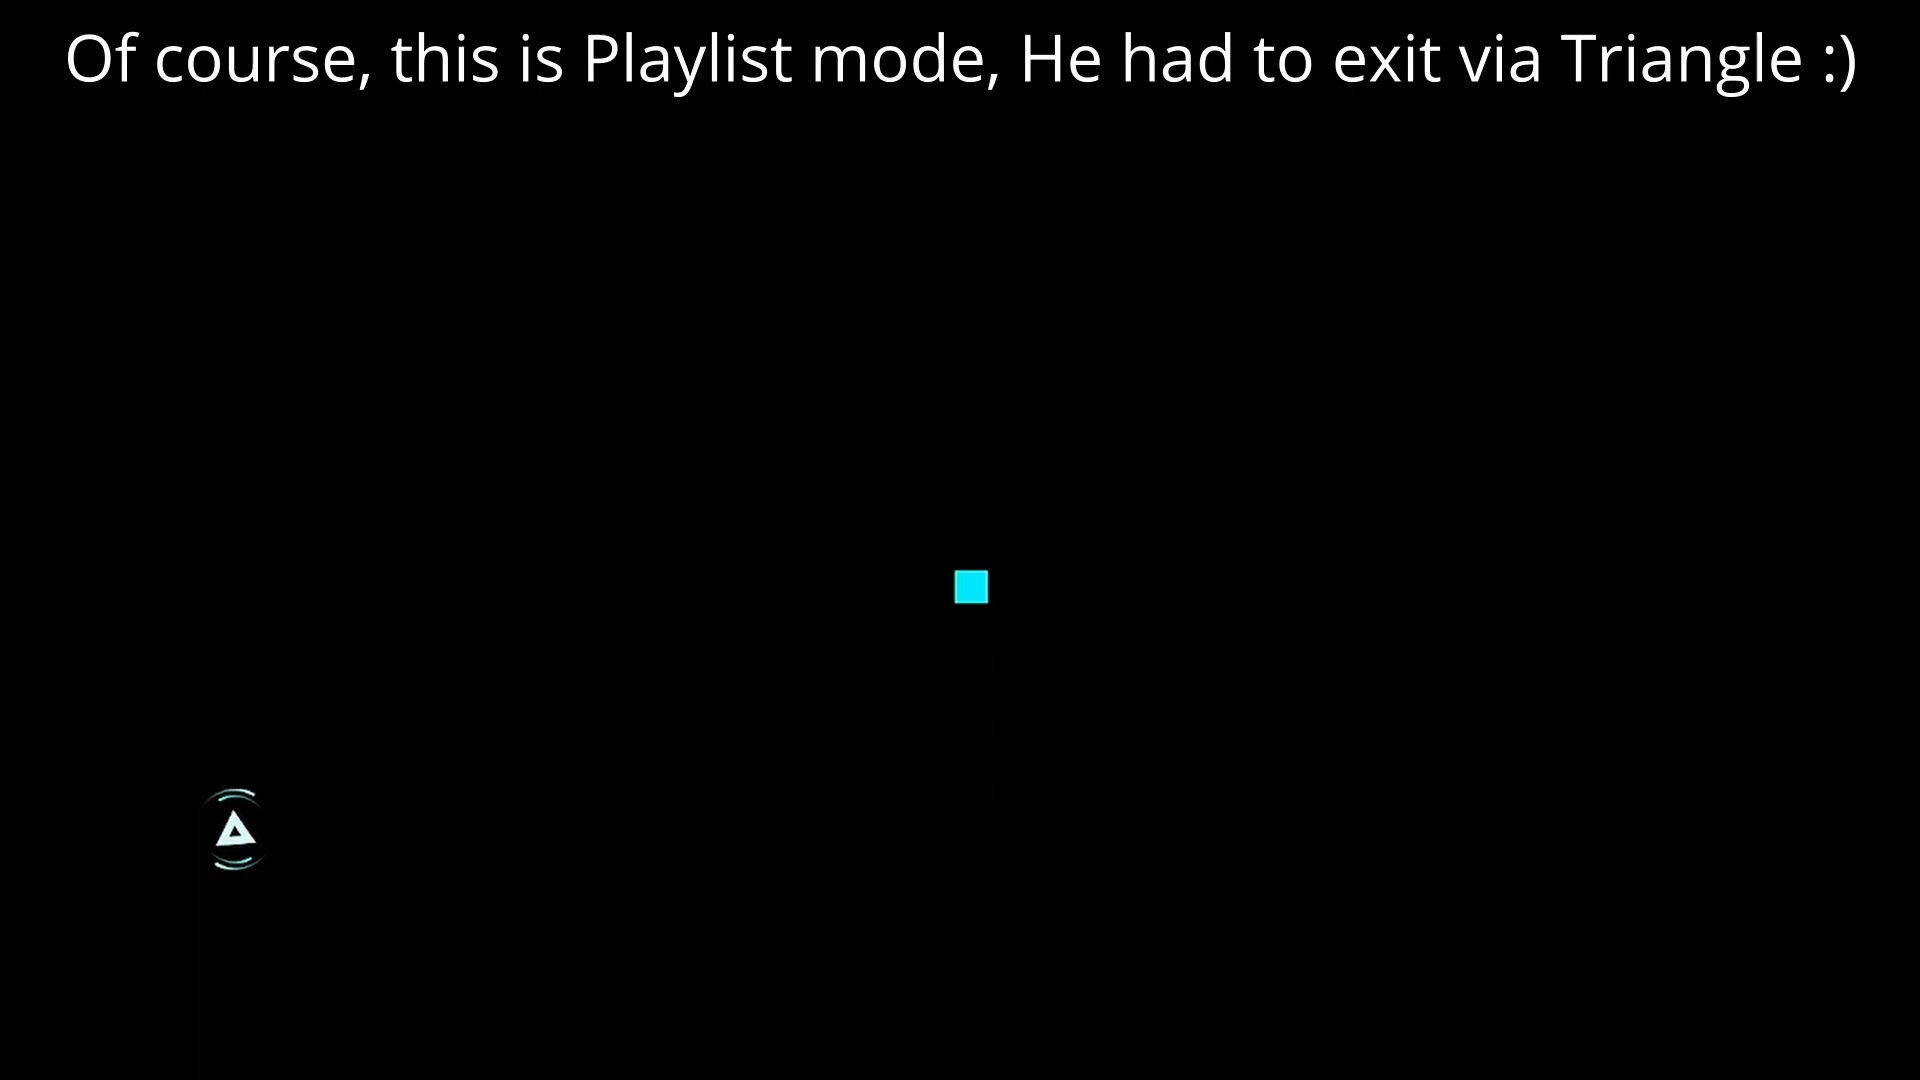 Of course, this is Playlist mode, He had to exit via Triangle :)